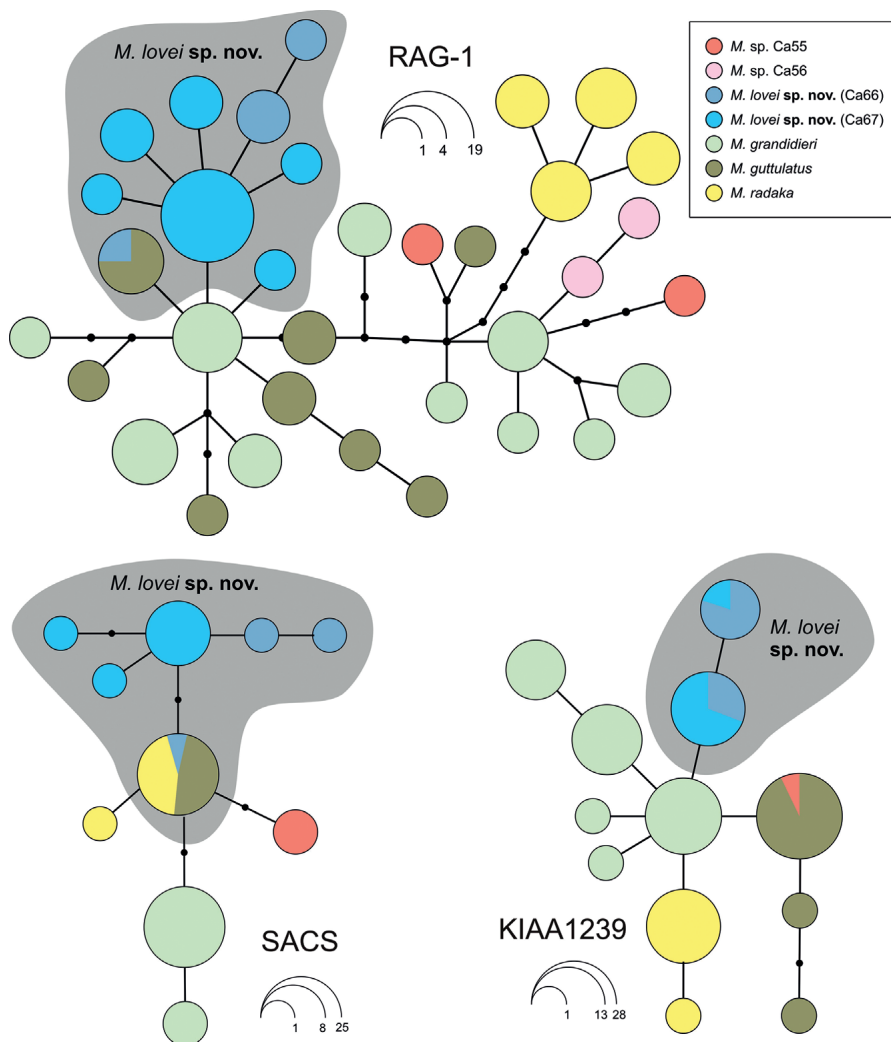 M. lovei sp. nov.
RAG-1
1 4 19
M. sp. Ca55
M. sp. Ca56
M. lovei sp. nov. (Ca66)
M. lovei sp. nov. (Ca67)
M. grandidieri
M. guttulatus
M. radaka
M. lovei sp. nov.
SACS
1 8 25
M. lovei
sp. nov.
KIAA1239
1 13 28